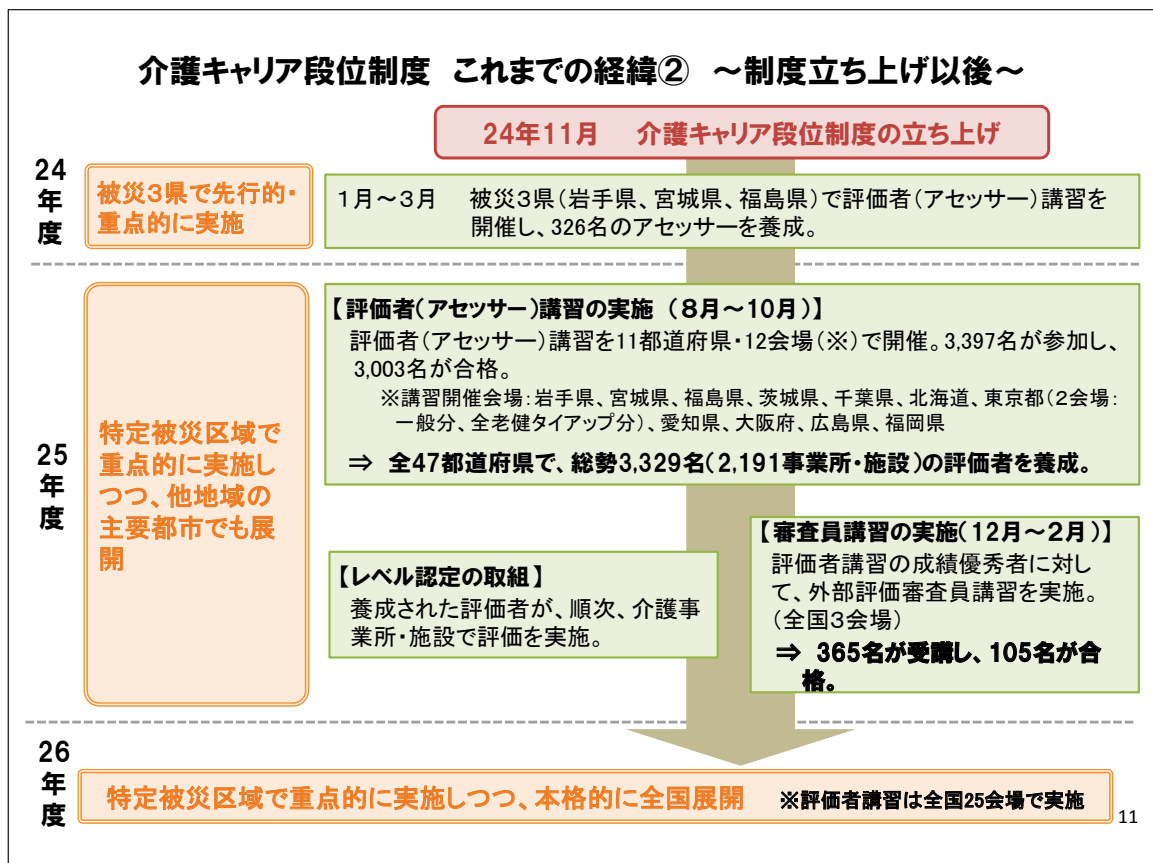 介護キャリア段位制度 これまでの経緯② ～制度立ち上げ以後～
24年11月 介護キャリア段位制度の立ち上げ
24
年
度
被災３県で先行的・
重点的に実施
１月～３月 被災３県(岩手県、宮城県、福島県)で評価者(アセッサー)講習を
開催し、326名のアセッサーを養成。
25
年
度
特定被災区域で
重点的に実施し
つつ、他地域の
主要都市でも展
開
【評価者(アセッサー)講習の実施 (８月～10月)】
評価者(アセッサー)講習を11都道府県・12会場(※)で開催。3,397名が参加し、
3,003名が合格。
※講習開催会場：岩手県、宮城県、福島県、茨城県、千葉県、北海道、東京都(２会場：
一般分、全老健タイアップ分)、愛知県、大阪府、広島県、福岡県
⇒ 全47都道府県で、総勢3,329名(2,191事業所・施設)の評価者を養成。
【レベル認定の取組】
養成された評価者が、順次、介護事
業所・施設で評価を実施。
【審査員講習の実施(12月～２月)】
評価者講習の成績優秀者に対し
て、外部評価審査員講習を実施。
(全国３会場)
⇒ 365名が受講し、105名が合
格。
26
年
度
特定被災区域で重点的に実施しつつ、本格的に全国展開 ※評価者講習は全国25会場で実施
11